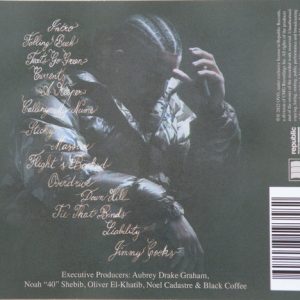 Intro
Falling Back
Texts Go Green
Currents
A Keeper
Calling My Name
Sticky
Massive
Flight's Booked
Overdrive
Down Hill
Tie That Binds
Liability
Jimmy Cooks
Executive Producers: Aubrey Drake Graham,
Noah "40" Shebib, Oliver El-Khatib, Noel Cadastre & Black Coffee
republic